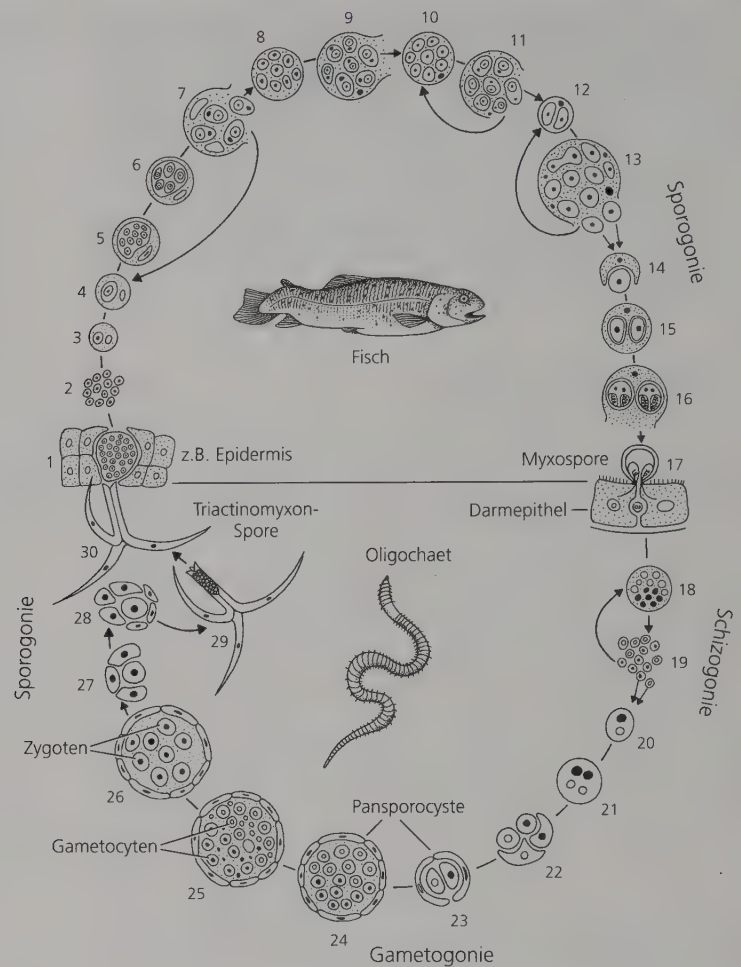 9
10
8
11
7
12
6
13
Sporogonie
5
14
4
3
15
Fisch
2
16
1
z.B. Epidermis
Myxospore
17
Triactinomyxon-
Spore
Darmepithel
30
Oligochaet
18
Sporogonie
28
29
19
Schizogonie
27
20
Zygoten
21
26
Pansporocyste
22
Gametocyten
25
24
23
Gametogonie